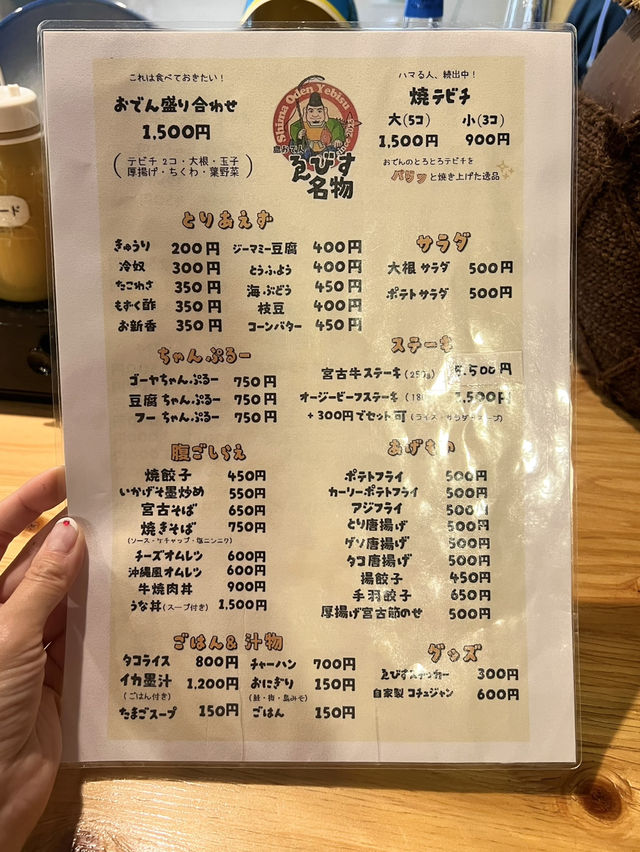 これは食べておきたい！
おでん盛り合わせ
1,500円
(テビチ 2コ・大根・玉子
厚揚げ・ちくわ・葉野菜)
Shima Oden Yebisu
島おでん
ゑびす
名物
ハマる人、続出中！
焼テビチ
大(5コ) 小(3コ)
1,500円 900円
おでんのとろとろテビチを
パリッと焼き上げた逸品
とりあえず
きゅうり 200円
冷奴 300円
たこわさ 350円
もずく酢 350円
お新香 350円
ジーマミー豆腐 400円
とうふよう 400円
海ぶどう 450円
枝豆 400円
コーンバター 450円
サラダ
大根 サラダ 500円
ポテトサラダ 500円
ちゃんぷるー
ゴーヤちゃんぷるー 750円
豆腐 ちゃんぷるー 750円
フー ちゃんぷるー 750円
ステーキ
宮古牛ステーキ
オージービーフステーキ
+300円でセット可 (ライス・サラダ・スープ)
腹ごしらえ
焼餃子 450円
いかげそ墨炒め 550円
宮古そば 650円
焼きそば 750円
(ソース・ケチャップ・塩ニンニク)
チーズオムレツ 600円
沖縄風オムレツ 600円
牛焼肉丼 900円
うな丼(スープ付き) 1,500円
あげもの
ポテトフライ 500円
カーリーポテトフライ 500円
アジフライ 500円
とり唐揚げ 500円
ゲソ唐揚げ 500円
タコ唐揚げ 500円
揚餃子 450円
手羽餃子 650円
厚揚げ宮古節のせ 500円
ごはん& 汁物
タコライス 800円
イカ墨汁 1,200円
(ごはん付き)
たまごスープ 150円
チャーハン 700円
おにぎり 150円
(鮭・梅・島みそ)
ごはん 150円
グッズ
ゑびすステッカー 300円
自家製 コチュジャン 600円